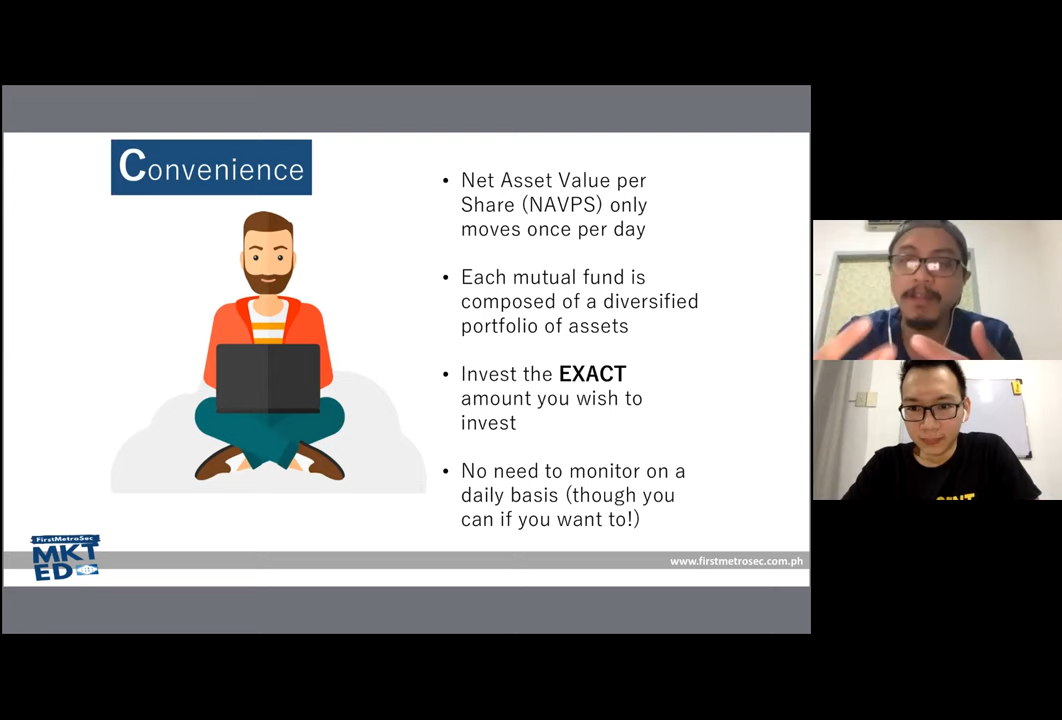 Convenience
• Net Asset Value per
Share (NAVPS) only
moves once per day
• Each mutual fund is
composed of a diversified
portfolio of assets
• Invest the EXACT
amount you wish to
invest
• No need to monitor on a
daily basis (though you
can if you want to!)
FirstMetroSec
MKT
ED
www.firstmetrosec.com.ph